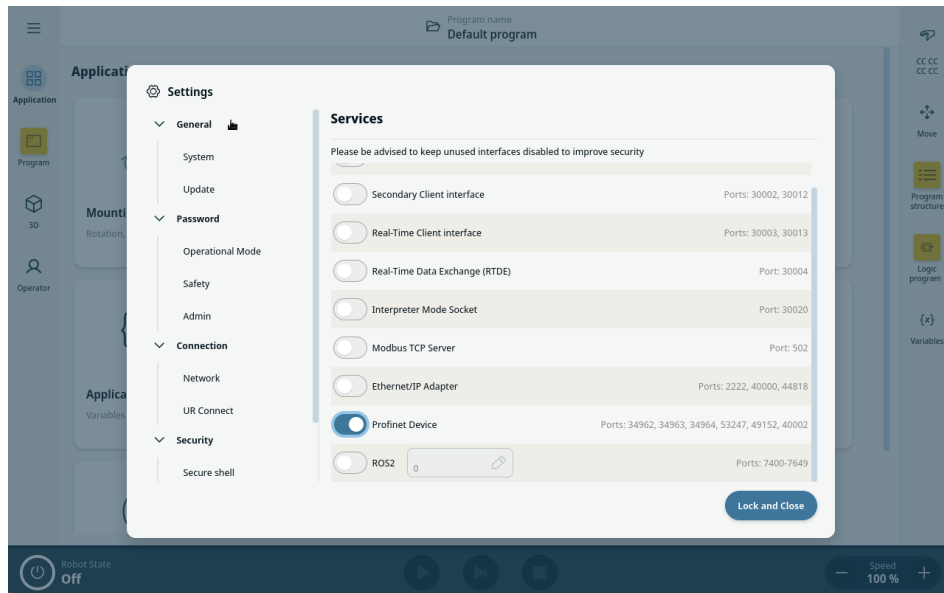 Program name
Default program
Applicati
Application
Program
3D
Operator
Mounti
Rotation,
Applica
Variables
Settings
General
System
Update
Password
Operational Mode
Safety
Admin
Connection
Network
UR Connect
Security
Secure shell
Services
Please be advised to keep unused interfaces disabled to improve security
Secondary Client interface Ports: 30002, 30012
Real-Time Client interface Ports: 30003, 30013
Real-Time Data Exchange (RTDE) Port: 30004
Interpreter Mode Socket Port: 30020
Modbus TCP Server Port: 502
Ethernet/IP Adapter Ports: 2222, 40000, 44818
Profinet Device Ports: 34962, 34963, 34964, 53247, 49152, 40002
ROS2 0 Ports: 7400-7649
Lock and Close
CC CC
CC CC
Move
Program
structure
Logic
program
{x}
Variables
Robot State
Off
Speed
100 %